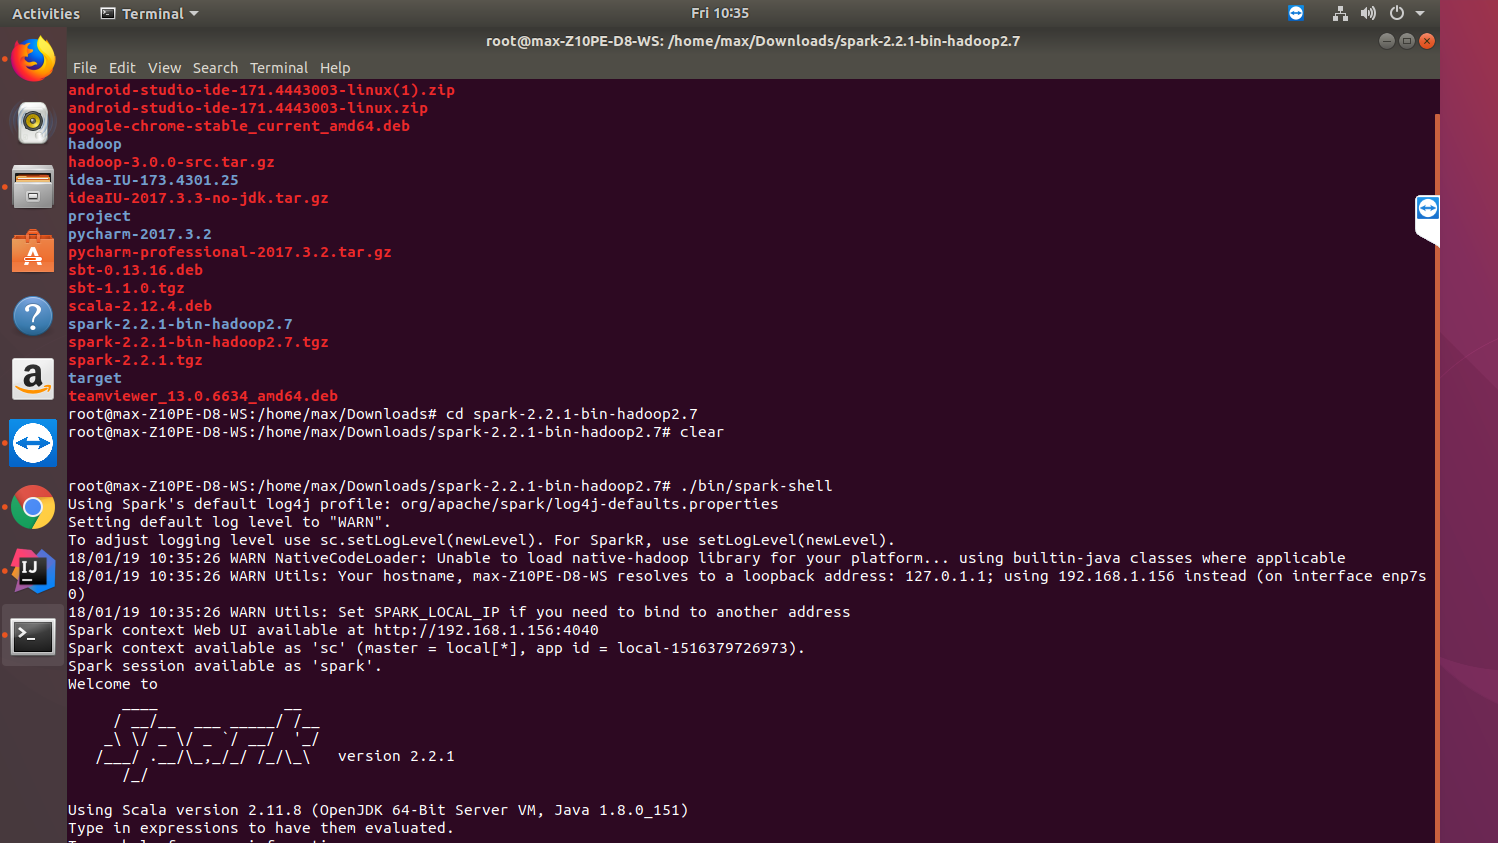 Activities Terminal Fri 10:35
root@max-Z10PE-D8-WS: /home/max/Downloads/spark-2.2.1-bin-hadoop2.7
File Edit View Search Terminal Help
android-studio-ide-171.4443003-linux(1).zip
android-studio-ide-171.4443003-linux.zip
google-chrome-stable_current_amd64.deb
hadoop
hadoop-3.0.0-src.tar.gz
idea-IU-173.4301.25
ideaIU-2017.3.3-no-jdk.tar.gz
project
pycharm-2017.3.2
pycharm-professional-2017.3.2.tar.gz
sbt-0.13.16.deb
sbt-1.1.0.tgz
scala-2.12.4.deb
spark-2.2.1-bin-hadoop2.7
spark-2.2.1-bin-hadoop2.7.tgz
spark-2.2.1.tgz
target
teamviewer_13.0.6634_amd64.deb
root@max-Z10PE-D8-WS:/home/max/Downloads# cd spark-2.2.1-bin-hadoop2.7
root@max-Z10PE-D8-WS:/home/max/Downloads/spark-2.2.1-bin-hadoop2.7# clear
root@max-Z10PE-D8-WS:/home/max/Downloads/spark-2.2.1-bin-hadoop2.7# ./bin/spark-shell
Using Spark's default log4j profile: org/apache/spark/log4j-defaults.properties
Setting default log level to "WARN".
To adjust logging level use sc.setLogLevel(newLevel). For SparkR, use setLogLevel(newLevel).
18/01/19 10:35:26 WARN NativeCodeLoader: Unable to load native-hadoop library for your platform... using builtin-java classes where applicable
18/01/19 10:35:26 WARN Utils: Your hostname, max-Z10PE-D8-WS resolves to a loopback address: 127.0.1.1; using 192.168.1.156 instead (on interface enp7s
0)
18/01/19 10:35:26 WARN Utils: Set SPARK_LOCAL_IP if you need to bind to another address
Spark context Web UI available at http://192.168.1.156:4040
Spark context available as 'sc' (master = local[*], app id = local-1516379726973).
Spark session available as 'spark'.
Welcome to
      ____              __
     / __/__  ___ _____/ /__
    _\ \/ _ \/ _ `/ __/  '_/
   /___/ .__/\_,_/_/ /_/\_\   version 2.2.1
      /_/
Using Scala version 2.11.8 (OpenJDK 64-Bit Server VM, Java 1.8.0_151)
Type in expressions to have them evaluated.